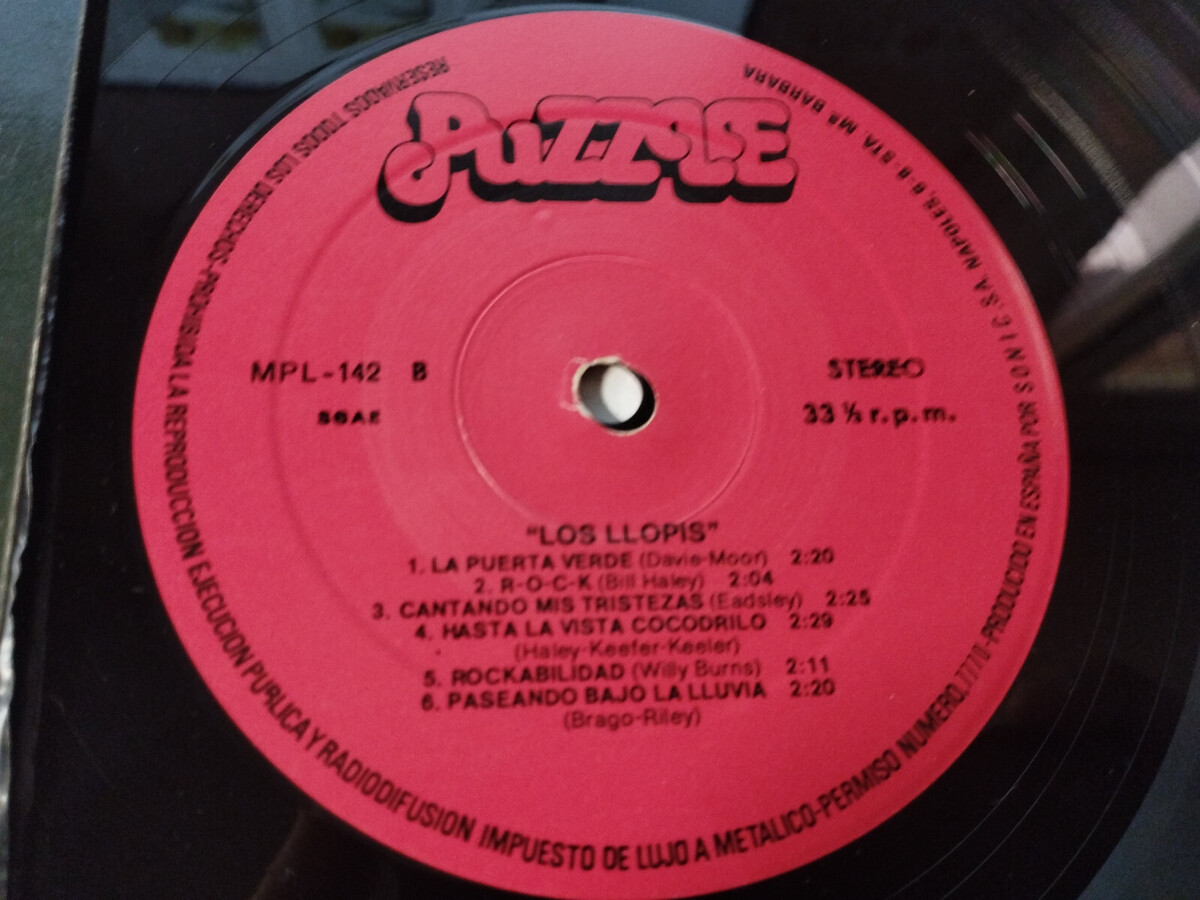 PUZZLE
RESERVADOS TODOS LOS DERECHOS-PROHIBIDA LA REPRODUCCION EJECUCION PUBLICA Y RADIODIFUSION IMPUESTO DE LUJO A METALICO-PERMISO NUMERO.7770-PRODUCIDO EN ESPAÑA POR SONIC,S.A. NAPOLES, 6-8-STA. Mª BARBARA
MPL-142 B
SGAE
STEREO
33 ⅓ r.p.m.
"LOS LLOPIS"
1. LA PUERTA VERDE (Davie-Moor) 2:20
2. R-O-C-K (Bill Haley) 2:04
3. CANTANDO MIS TRISTEZAS (Eadsley) 2:25
4. HASTA LA VISTA COCODRILO 2:29
(Haley-Keefer-Keeler)
5. ROCKABILIDAD (Willy Burns) 2:11
6. PASEANDO BAJO LA LLUVIA 2:20
(Brago-Riley)